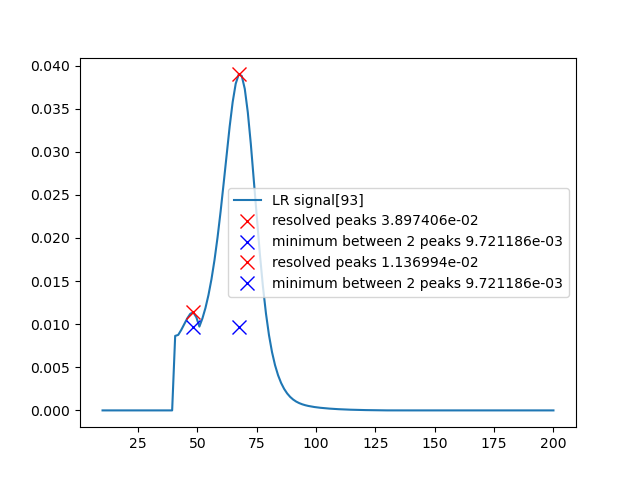 0.040
0.035
0.030
0.025
0.020
0.015
0.010
0.005
0.000
LR signal[93]
resolved peaks 3.897406e-02
minimum between 2 peaks 9.721186e-03
resolved peaks 1.136994e-02
minimum between 2 peaks 9.721186e-03
25 50 75 100 125 150 175 200